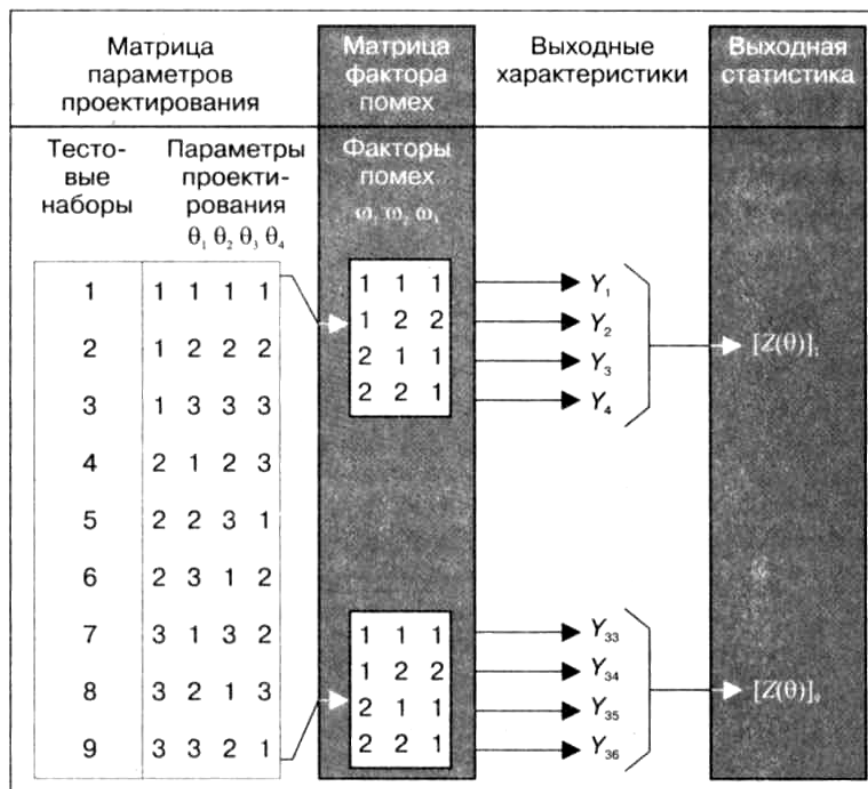 Матрица параметров проектирования
Матрица фактора помех
Выходные характеристики
Выходная статистика
Тесто-
вые
наборы
Параметры
проекти-
рования
θ₁ θ₂ θ₃ θ₄
Факторы
помех
ω₁ ω₂ ω₃
1 1 1 1 1
2 1 2 2 2
3 1 3 3 3
4 2 1 2 3
5 2 2 3 1
6 2 3 1 2
7 3 1 3 2
8 3 2 1 3
9 3 3 2 1
1 1 1
1 2 2
2 1 1
2 2 1
Y₁
Y₂
Y₃
Y₄
[Z(θ)]₁
1 1 1
1 2 2
2 1 1
2 2 1
Y₃₃
Y₃₄
Y₃₅
Y₃₆
[Z(θ)]₉